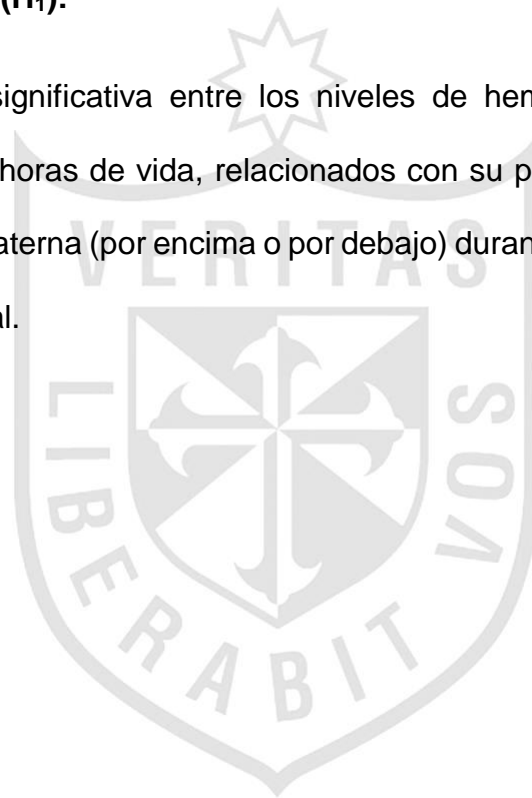 (H₁):
significativa entre los niveles de hem
horas de vida, relacionados con su p
aterna (por encima o por debajo) duran
al.
VERITAS
LIBERABIT VOS